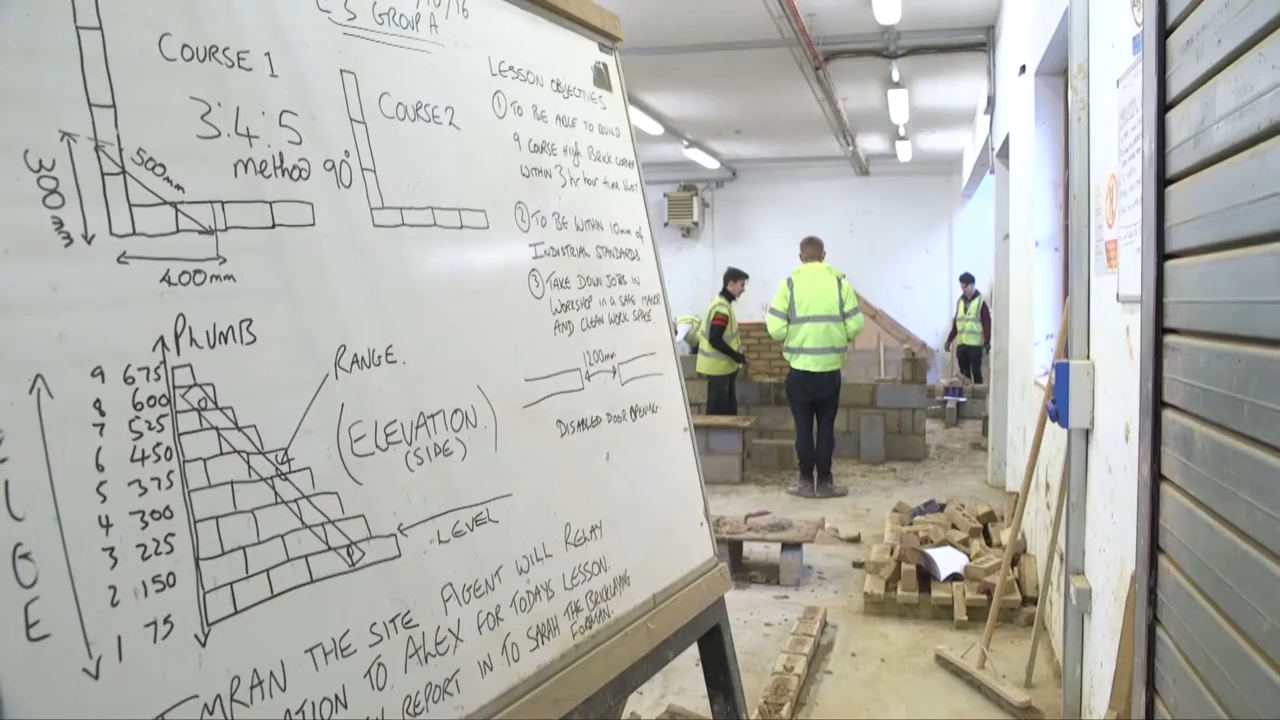 GROUP A
COURSE 1
3:4:5
method 90°
500mm
300mm
400mm
COURSE 2
LESSON OBJECTIVES
① TO BE ABLE TO BUILD
9 COURSE High BRICK CORNER
WITHIN 3 hr hour time slot
② TO BE WITHIN 10mm of
INDUSTRIAL STANDARDS
③ TAKE DOWN JOBS IN
WORKSHOP IN A SAFE MANOR
AND CLEAN WORK SPACE
1200mm
DISABLED DOOR OPENING.
PLUMB
RANGE.
(ELEVATION)
(SIDE)
LEVEL
9 675
8 600
7 525
6 450
5 375
4 300
3 225
2 150
1 75
IMRAN THE SITE AGENT WILL RELAY
TO ALEX FOR TODAYS LESSON.
REPORT IN TO SARAH THE BRICKLAYING
FOREMAN.